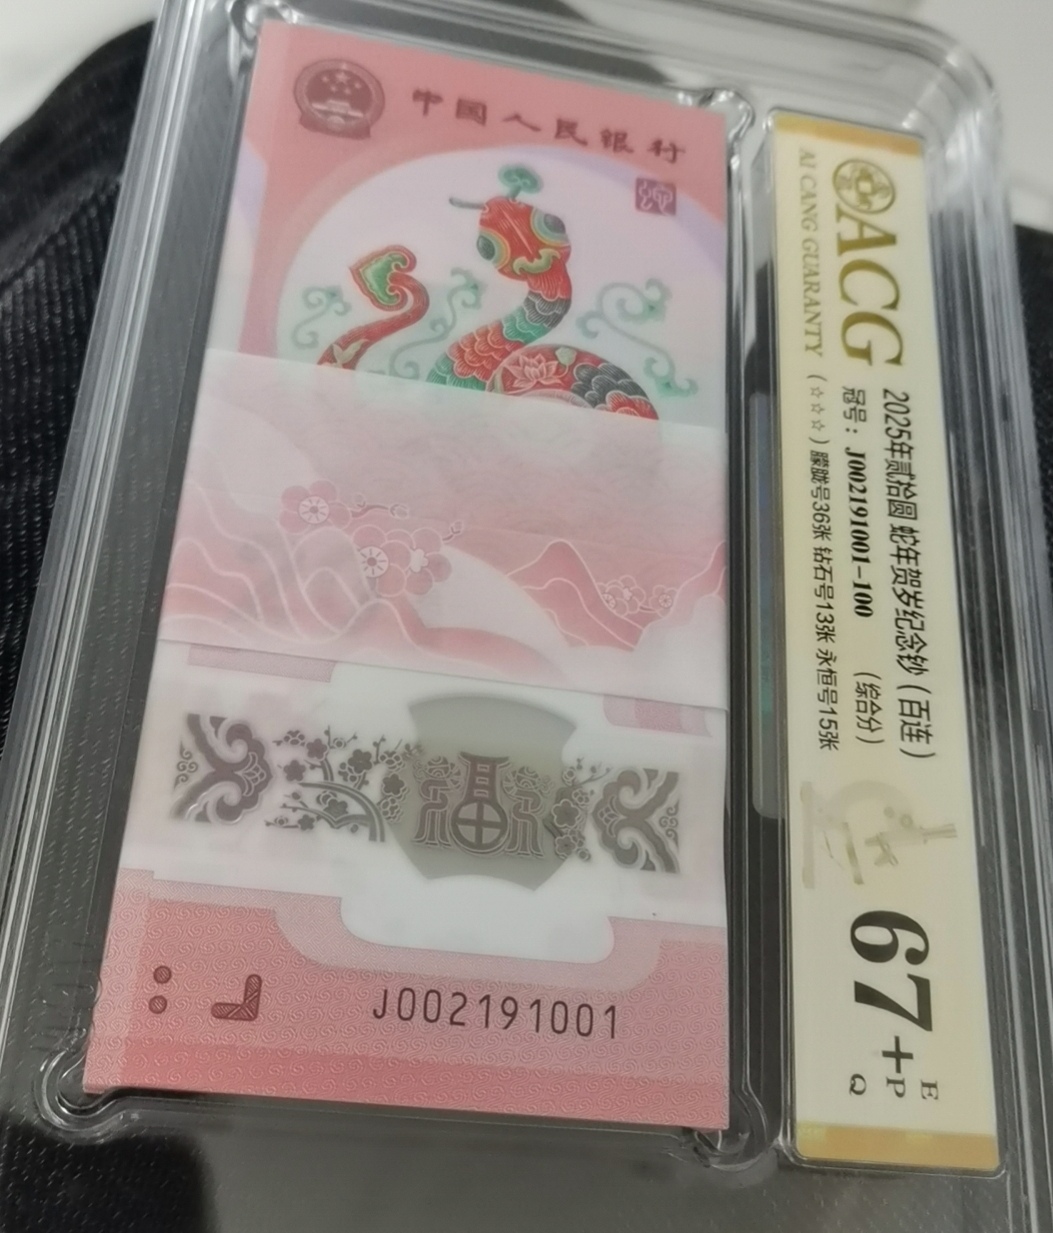 中国人民银行
J002191001
ACG
AI CANG GUARANTY
2025年贰拾圆 蛇年贺岁纪念钞（百连）
冠号：J002191001-100 （综合分）
（☆☆☆）朦胧号36张 钻石号13张 永恒号15张
67+
E
P
Q